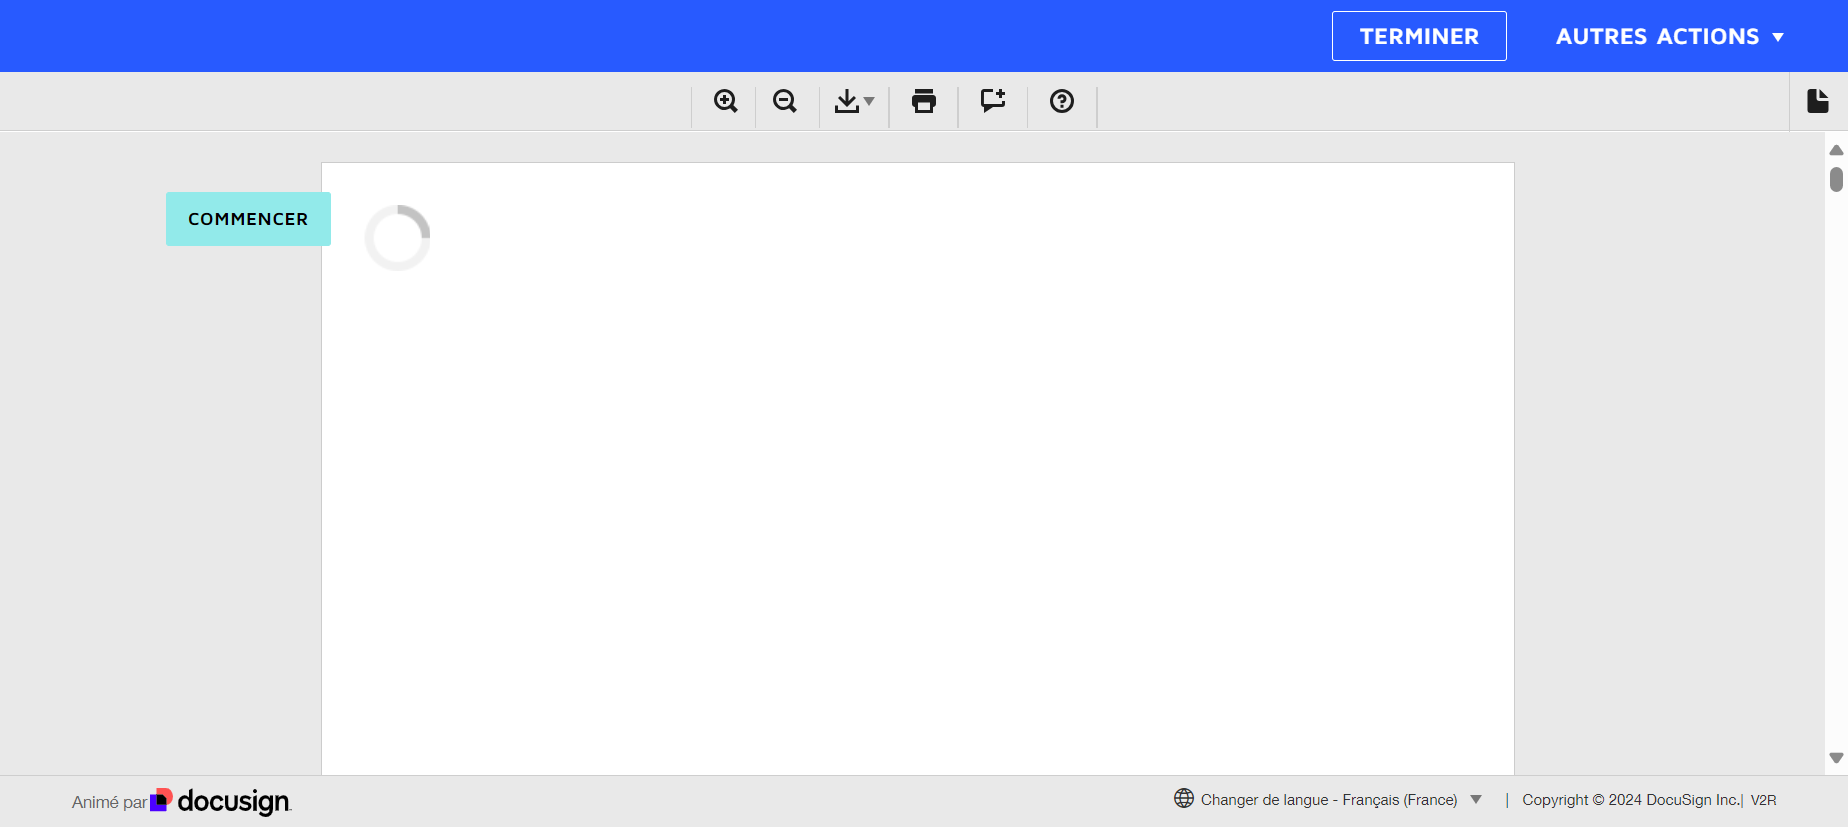 TERMINER
AUTRES ACTIONS
COMMENCER
Animé par docusign
Changer de langue - Français (France) | Copyright © 2024 DocuSign Inc.| V2R